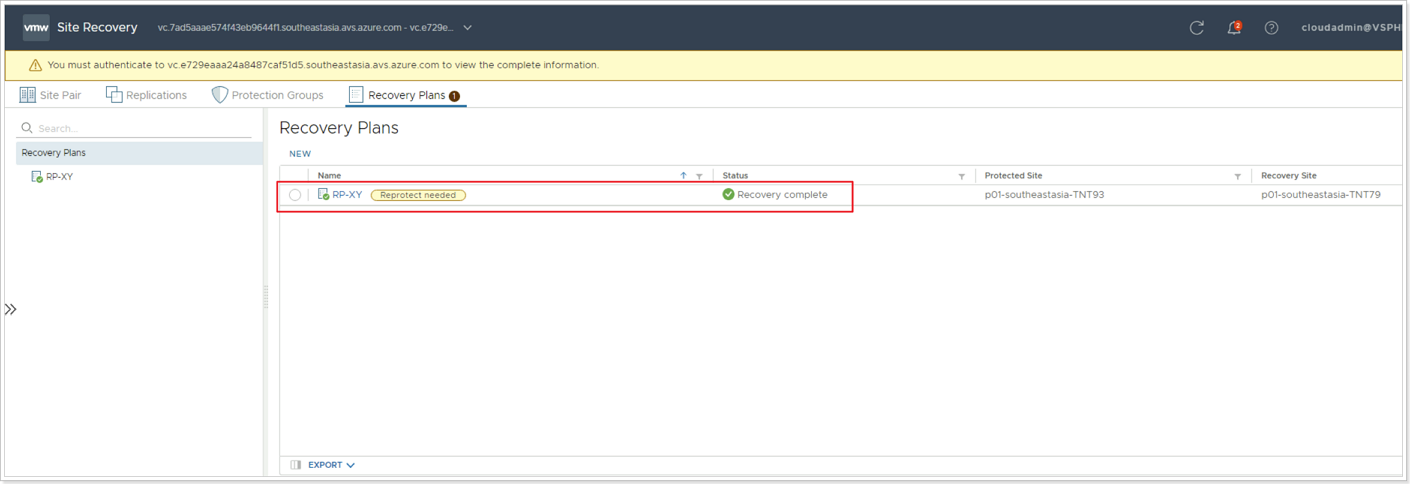 vmw Site Recovery vc.7ad5aaae574f43eb9644f1.southeastasia.avs.azure.com - vc.e729e... 2 cloudadmin@VSPH
You must authenticate to vc.e729eaaa24a8487caf51d5.southeastasia.avs.azure.com to view the complete information.
Site Pair Replications Protection Groups Recovery Plans 1
Search...
Recovery Plans
RP-XY
Recovery Plans
NEW
Name Status Protected Site Recovery Site
RP-XY Reprotect needed Recovery complete p01-southeastasia-TNT93 p01-southeastasia-TNT79
EXPORT